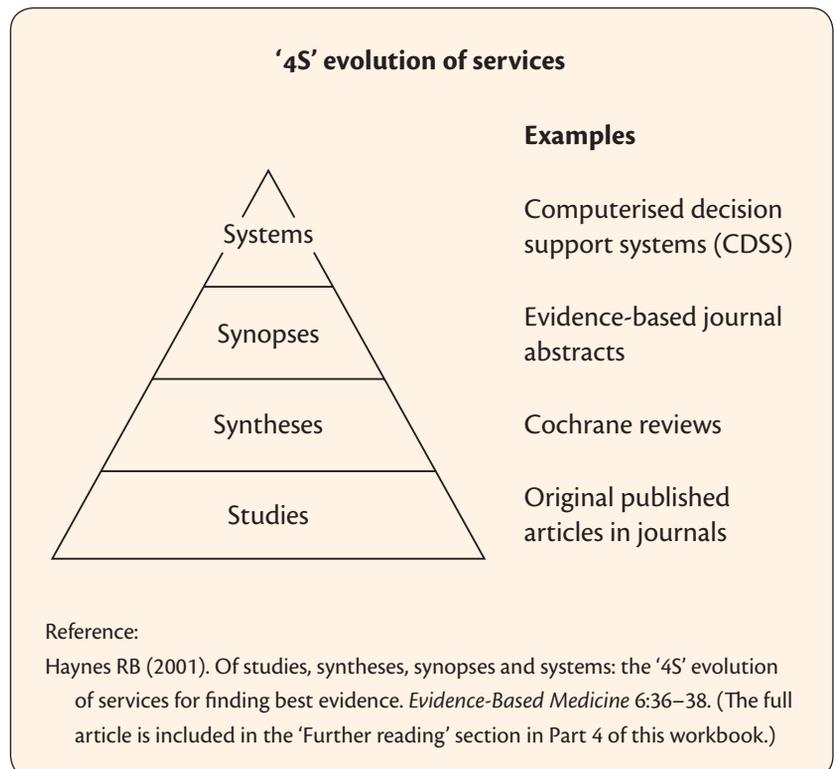 ‘4S’ evolution of services
Examples
Systems
Computerised decision
support systems (CDSS)
Synopses
Evidence-based journal
abstracts
Syntheses
Cochrane reviews
Studies
Original published
articles in journals
Reference:
Haynes RB (2001). Of studies, syntheses, synopses and systems: the ‘4S’ evolution
of services for finding best evidence. Evidence-Based Medicine 6:36–38. (The full
article is included in the ‘Further reading’ section in Part 4 of this workbook.)